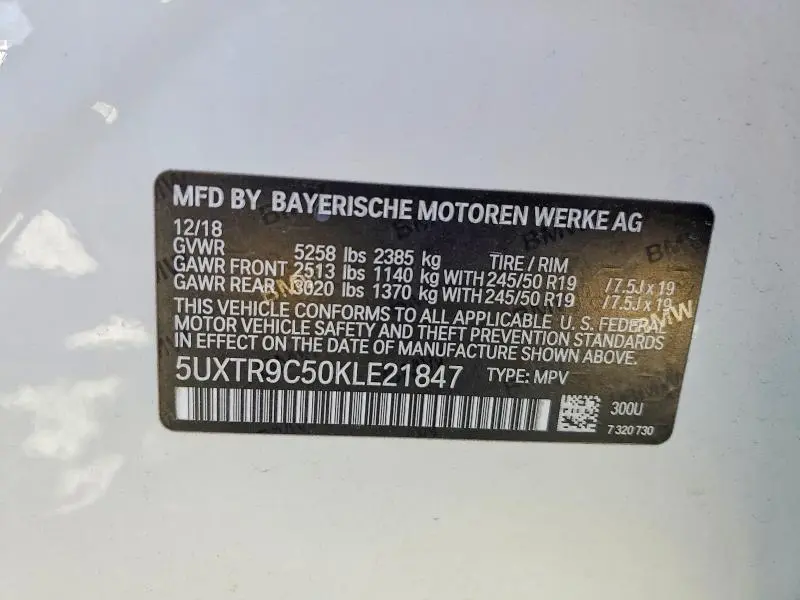 MFD BY BAYERISCHE MOTOREN WERKE AG
12/18
GVWR 5258 lbs 2385 kg TIRE / RIM
GAWR FRONT 2513 lbs 1140 kg WITH 245/50 R19 /7.5J x 19
GAWR REAR 3020 lbs 1370 kg WITH 245/50 R19 /7.5J x 19
THIS VEHICLE CONFORMS TO ALL APPLICABLE U. S. FEDERAL
MOTOR VEHICLE SAFETY AND THEFT PREVENTION STANDARDS
IN EFFECT ON THE DATE OF MANUFACTURE SHOWN ABOVE.
5UXTR9C50KLE21847 TYPE: MPV
300U
7 320 730